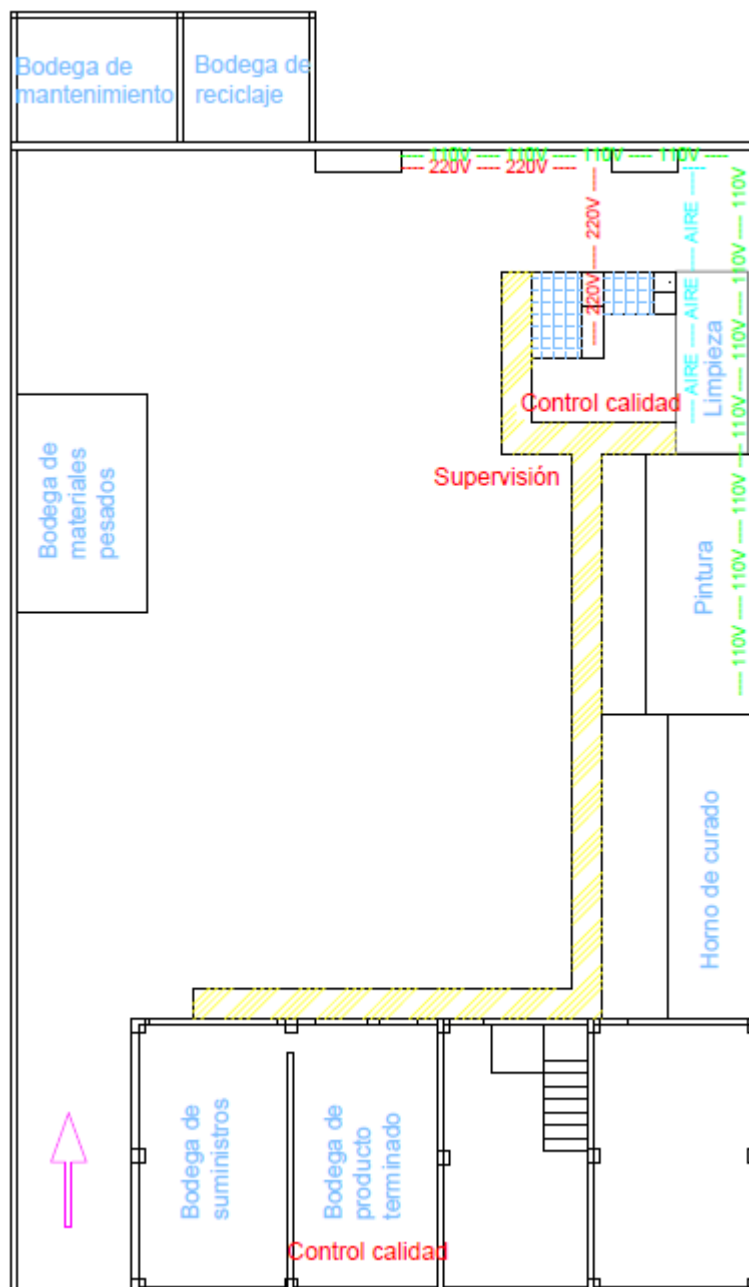 Bodega de
mantenimiento
Bodega de
reciclaje
---- 110V ---- 110V ---- 110V ---- 110V ----
---- 220V ---- 220V ----
---- 220V ---- 220V ----
---- AIRE ---- AIRE ---- AIRE ----
---- 110V ---- 110V ---- 110V ---- 110V ---- 110V ---- 110V ----
Limpieza
Control calidad
Supervisión
Bodega de
materiales
pesados
Pintura
Horno de curado
Bodega de
suministros
Bodega de
producto
terminado
Control calidad